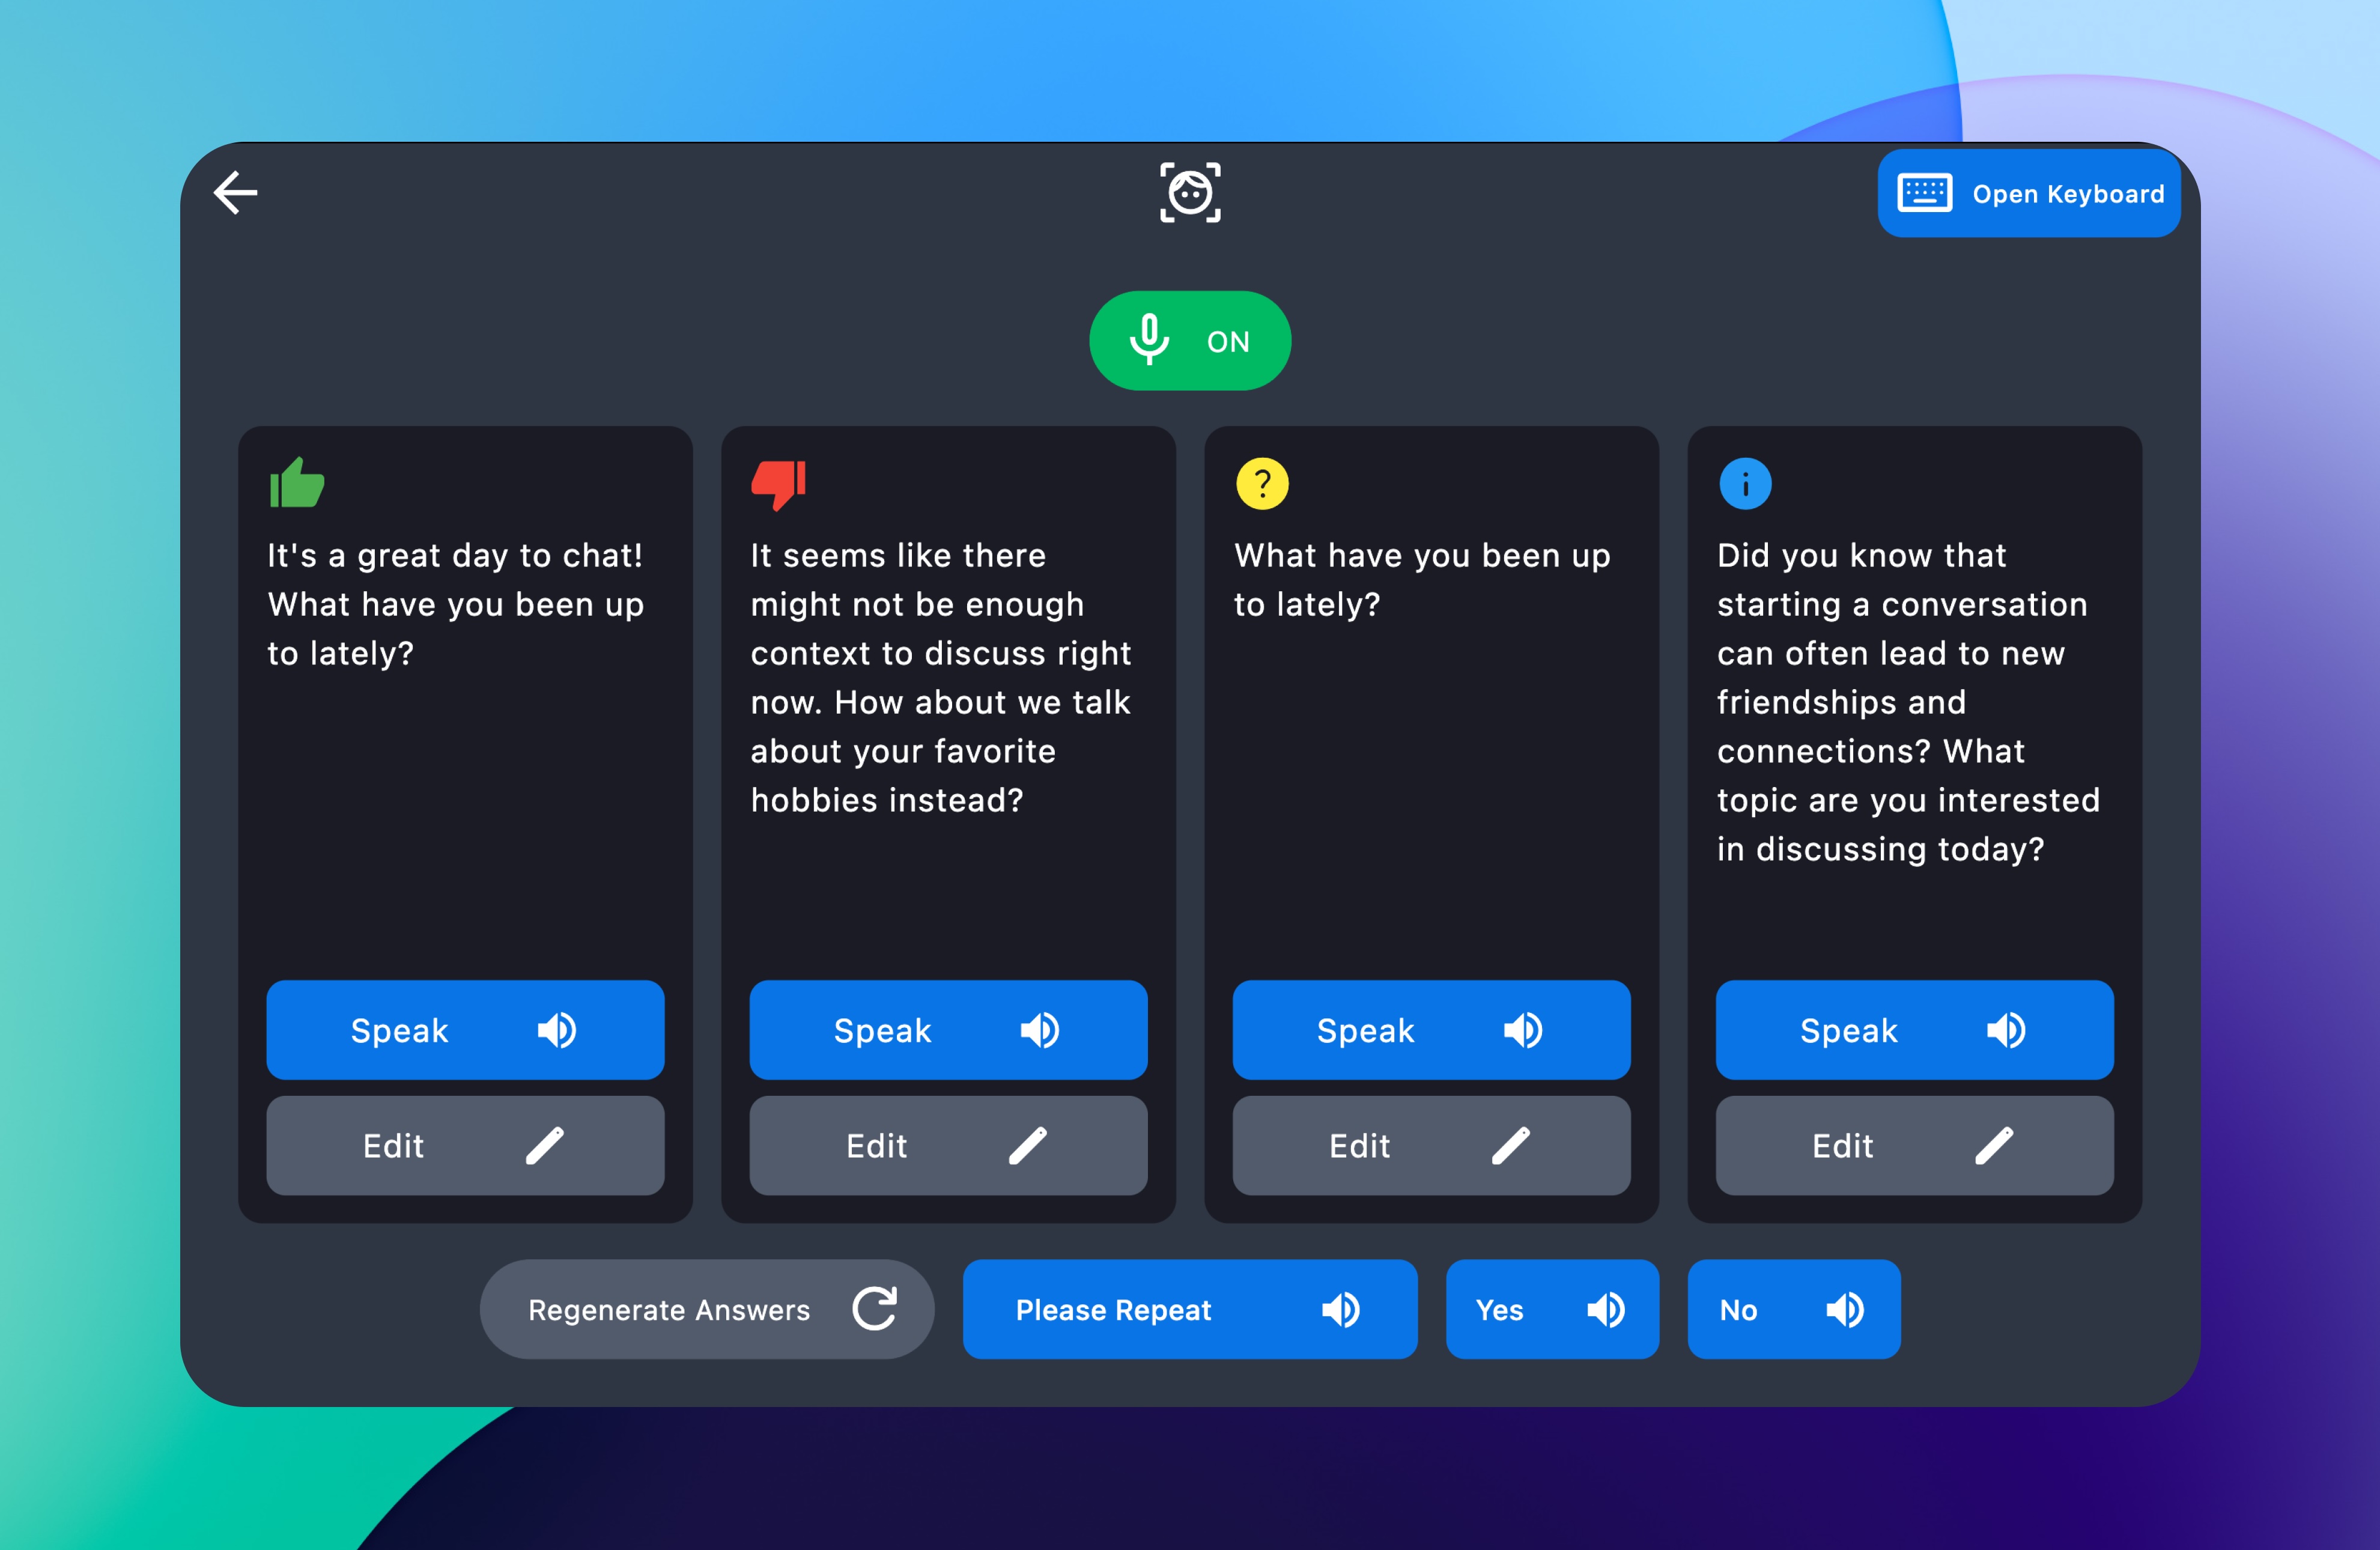 Open Keyboard
ON
It's a great day to chat!
What have you been up
to lately?
Speak
Edit
It seems like there
might not be enough
context to discuss right
now. How about we talk
about your favorite
hobbies instead?
Speak
Edit
?
What have you been up
to lately?
Speak
Edit
i
Did you know that
starting a conversation
can often lead to new
friendships and
connections? What
topic are you interested
in discussing today?
Speak
Edit
Regenerate Answers
Please Repeat
Yes
No